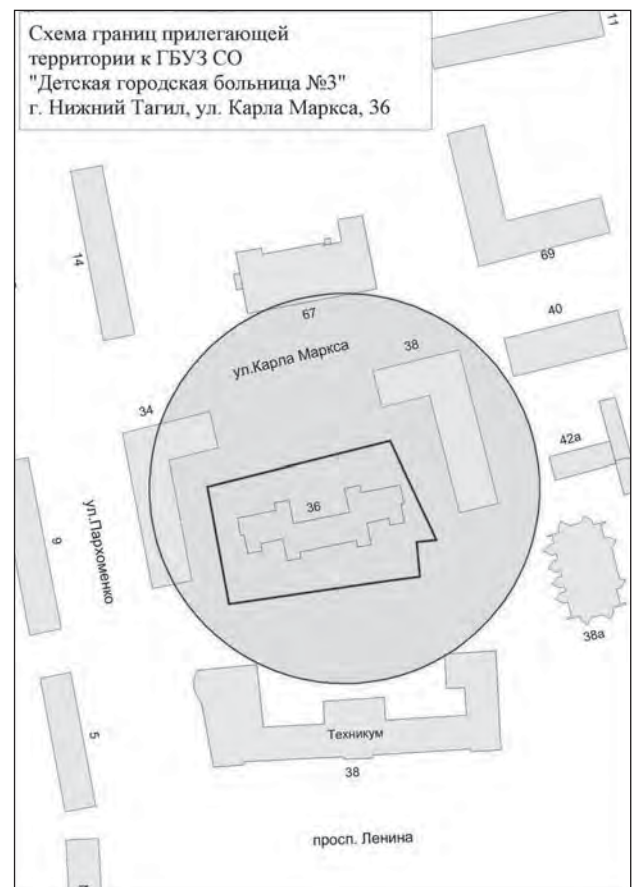 Схема границ прилегающей
территории к ГБУЗ СО
"Детская городская больница №3"
г. Нижний Тагил, ул. Карла Маркса, 36
11
14
69
67
40
ул.Карла Маркса
38
34
42а
36
ул.Пархоменко
9
38а
5
Техникум
38
просп. Ленина